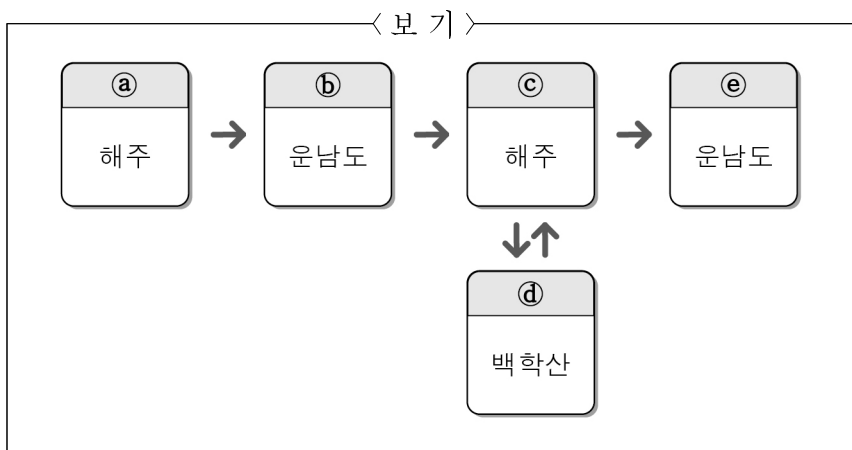 〈보 기〉
ⓐ ⓑ ⓒ ⓔ
해주 운남도 해주 운남도
ⓓ
백학산